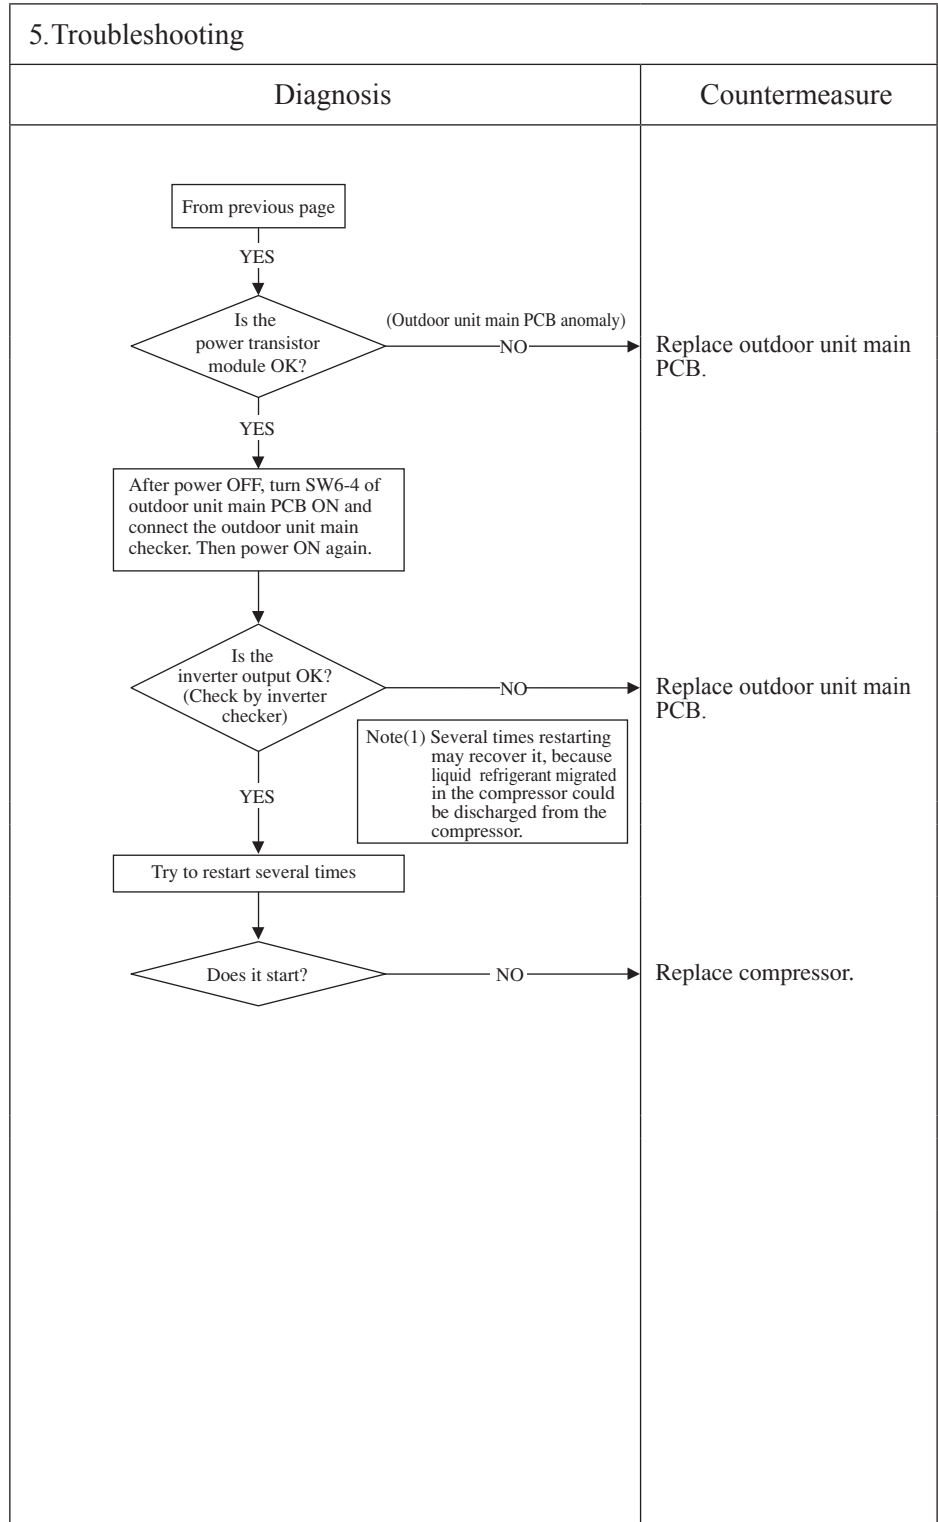 5.Troubleshooting
Diagnosis
Countermeasure
From previous page
YES
Is the
power transistor
module OK?
(Outdoor unit main PCB anomaly)
NO
Replace outdoor unit main
PCB.
YES
After power OFF, turn SW6-4 of
outdoor unit main PCB ON and
connect the outdoor unit main
checker. Then power ON again.
Is the
inverter output OK?
(Check by inverter
checker)
NO
Replace outdoor unit main
PCB.
Note(1) Several times restarting
may recover it, because
liquid refrigerant migrated
in the compressor could
be discharged from the
compressor.
YES
Try to restart several times
Does it start?
NO
Replace compressor.